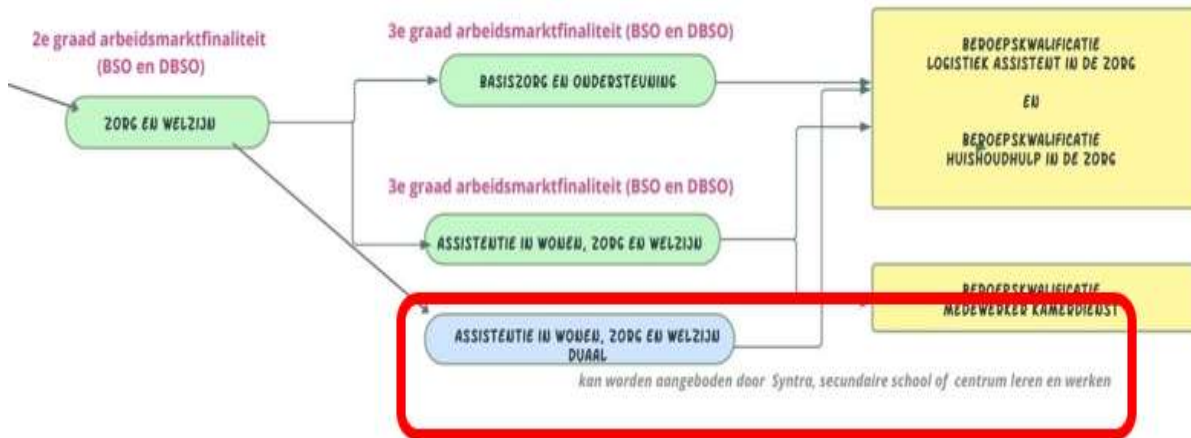 2e graad arbeidsmarktfinaliteit
(BSO en DBSO)
ZORG EN WELZIJN
3e graad arbeidsmarktfinaliteit (BSO en DBSO)
BASISZORG EN ONDERSTEUNING
3e graad arbeidsmarktfinaliteit (BSO en DBSO)
ASSISTENTIE IN WONEN, ZORG EN WELZIJN
ASSISTENTIE IN WONEN, ZORG EN WELZIJN
DUAAL
kan worden aangeboden door Syntra, secundaire school of centrum leren en werken
BEROEPSKWALIFICATIE
LOGISTIEK ASSISTENT IN DE ZORG
EN
BEROEPSKWALIFICATIE
HUISHOUDHULP IN DE ZORG
BEROEPSKWALIFICATIE
MEDEWERKER KAMERDIENST